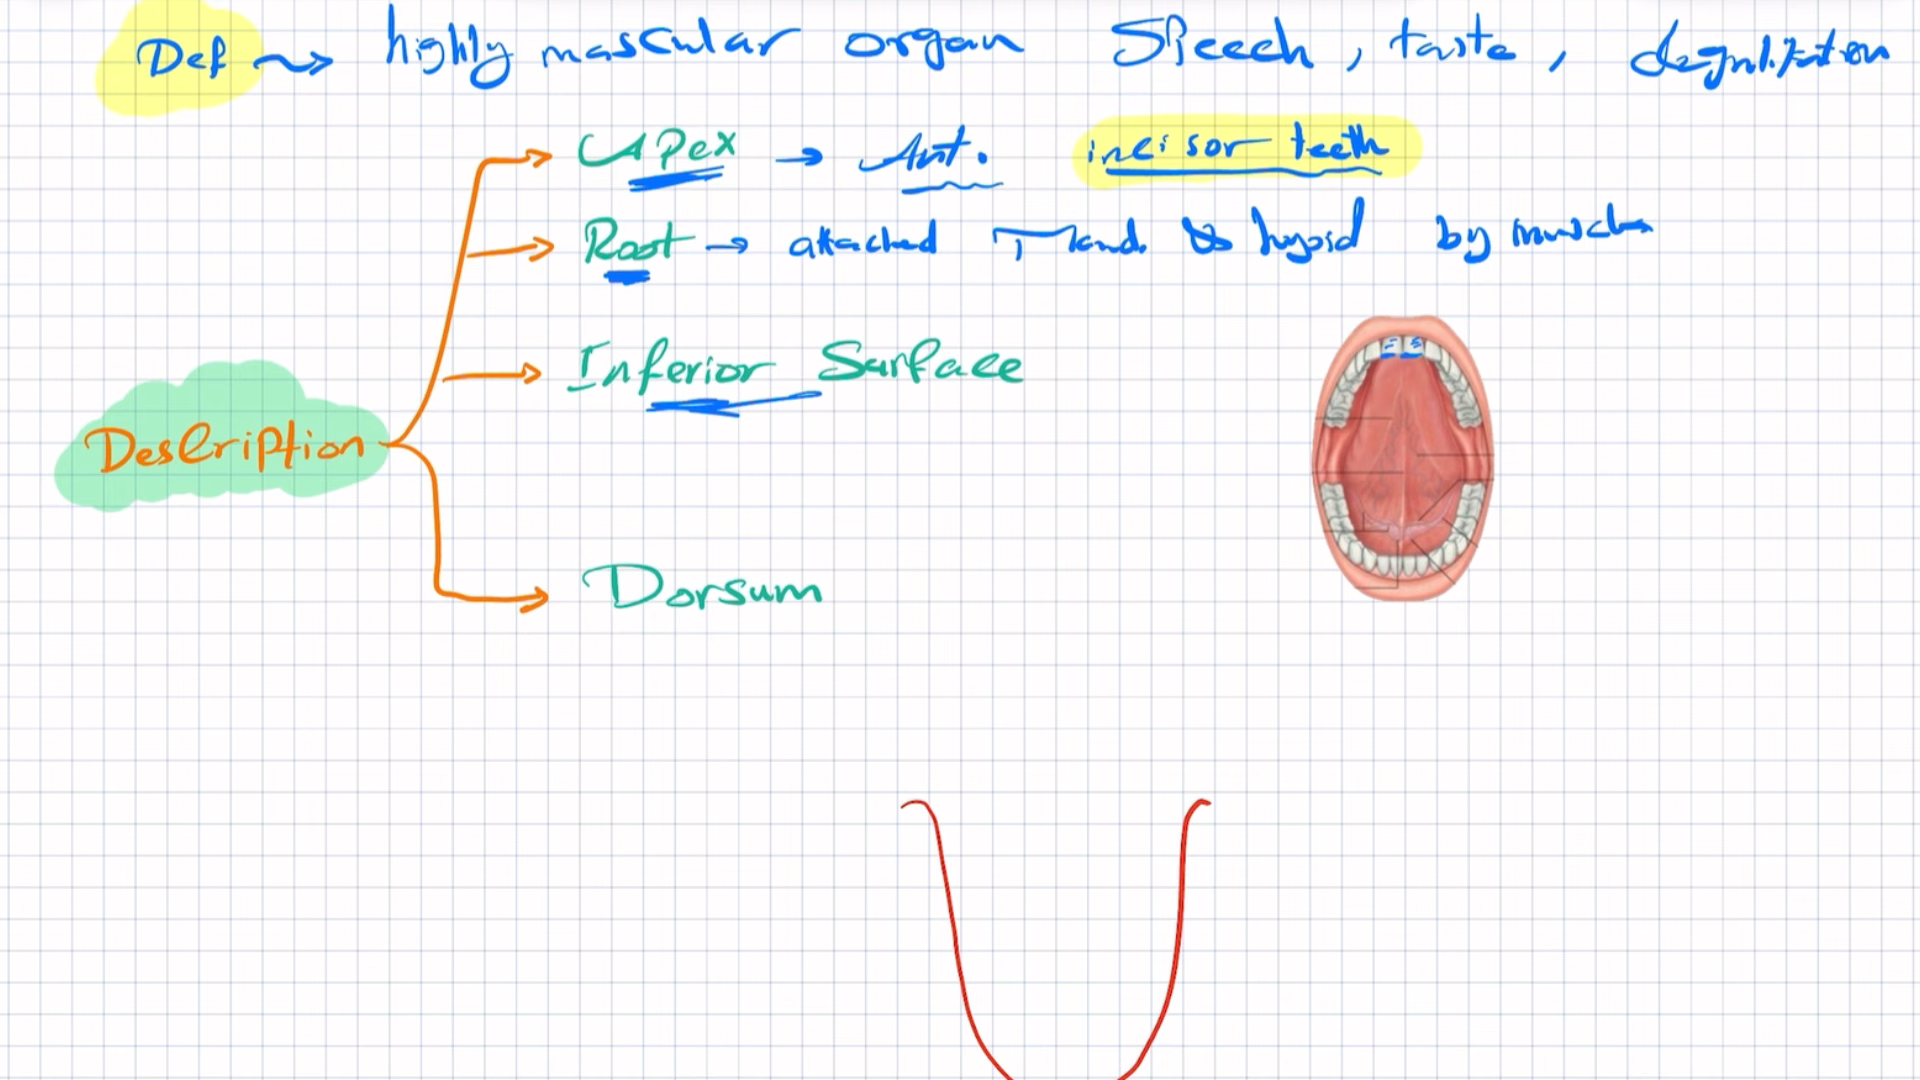 Def highly mascular organ Speech, taste, degulitation
Apex → Ant. incisor teeth
Root → attached mand. & hyoid by muscles
Inferior Surface
Description
Dorsum